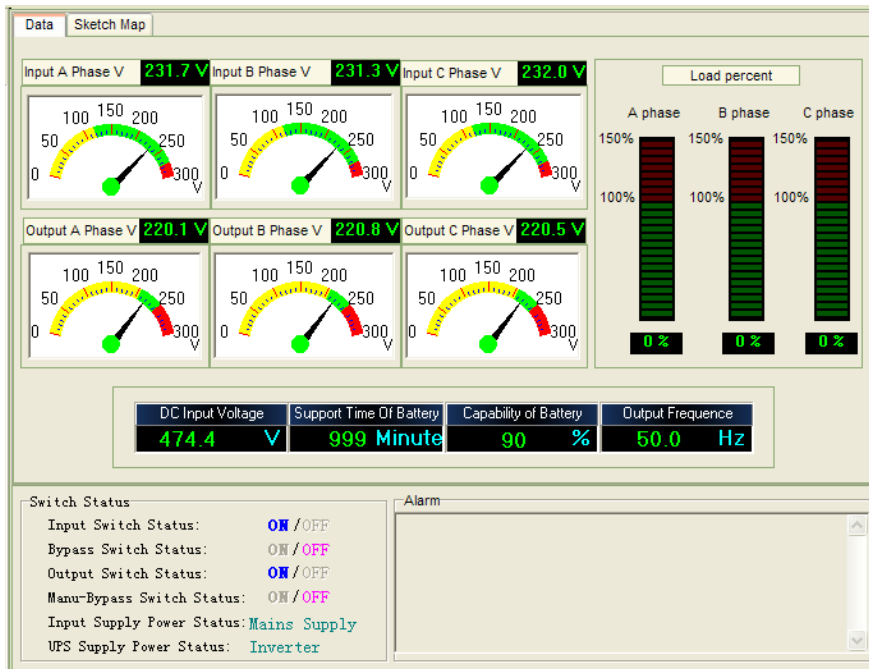 Data Sketch Map
Input A Phase V 231.7 V Input B Phase V 231.3 V Input C Phase V 232.0 V
Load percent
0 50 100 150 200 250 300 V
0 50 100 150 200 250 300 V
0 50 100 150 200 250 300 V
A phase B phase C phase
150% 150% 150%
100% 100% 100%
Output A Phase V 220.1 V Output B Phase V 220.8 V Output C Phase V 220.5 V
0 50 100 150 200 250 300 V
0 50 100 150 200 250 300 V
0 50 100 150 200 250 300 V
0 % 0 % 0 %
DC Input Voltage Support Time Of Battery Capability of Battery Output Frequence
474.4 V 999 Minute 90 % 50.0 Hz
Switch Status
Input Switch Status: ON / OFF
Bypass Switch Status: ON / OFF
Output Switch Status: ON / OFF
Manu-Bypass Switch Status: ON / OFF
Input Supply Power Status: Mains Supply
UPS Supply Power Status: Inverter
Alarm